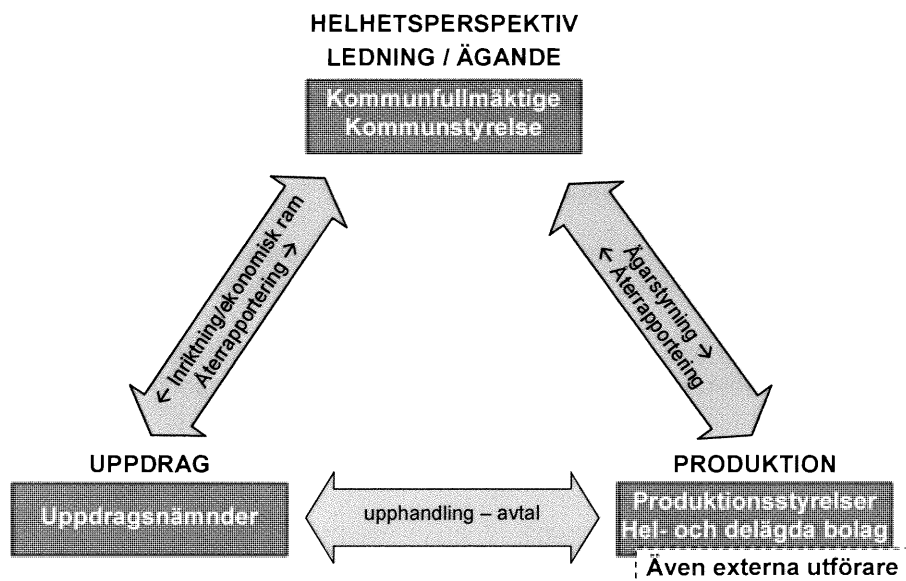 HELHETSPERSPEKTIV
LEDNING / ÄGANDE
Kommunfullmäktige
Kommunstyrelse
← Inriktning/ekonomisk ram
Återrapportering →
Ägarstyrning →
← Återrapportering
UPPDRAG
Uppdragsnämnder
upphandling – avtal
PRODUKTION
Produktionsstyrelser
Hel- och delägda bolag
Även externa utförare